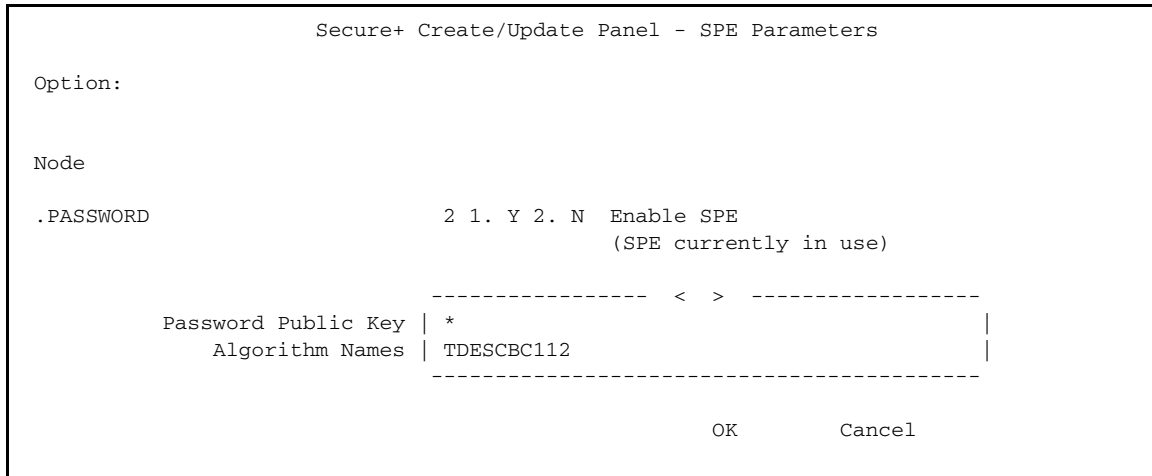 Secure+ Create/Update Panel - SPE Parameters
Option:
Node
.PASSWORD 2 1. Y 2. N Enable SPE
(SPE currently in use)
----------------- < > ------------------
Password Public Key | * |
Algorithm Names | TDESCBC112 |
-------------------------------------------
OK Cancel